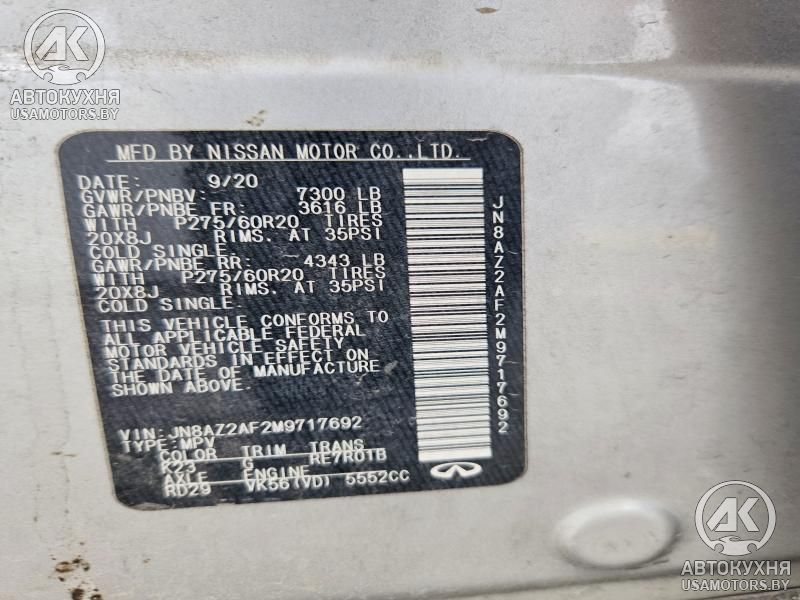 AK
АВТОКУХНЯ
USAMOTORS.BY
MFD BY NISSAN MOTOR CO.,LTD.
DATE: 9/20
GVWR/PNBV: 7300 LB
GAWR/PNBE FR: 3616 LB
WITH P275/60R20 TIRES
20X8J RIMS. AT 35PSI
COLD SINGLE
GAWR/PNBE RR: 4343 LB
WITH P275/60R20 TIRES
20X8J RIMS. AT 35PSI
COLD SINGLE.
THIS VEHICLE CONFORMS TO
ALL APPLICABLE FEDERAL
MOTOR VEHICLE SAFETY
STANDARDS IN EFFECT ON
THE DATE OF MANUFACTURE
SHOWN ABOVE.
VIN:JN8AZ2AF2M9717692
TYPE:MPV
COLOR TRIM TRANS
K23 G RE7R01B
AXLE ENGINE
RD29 VK56(VD) 5552CC
JN8AZ2AF2M9717692
AK
АВТОКУХНЯ
USAMOTORS.BY